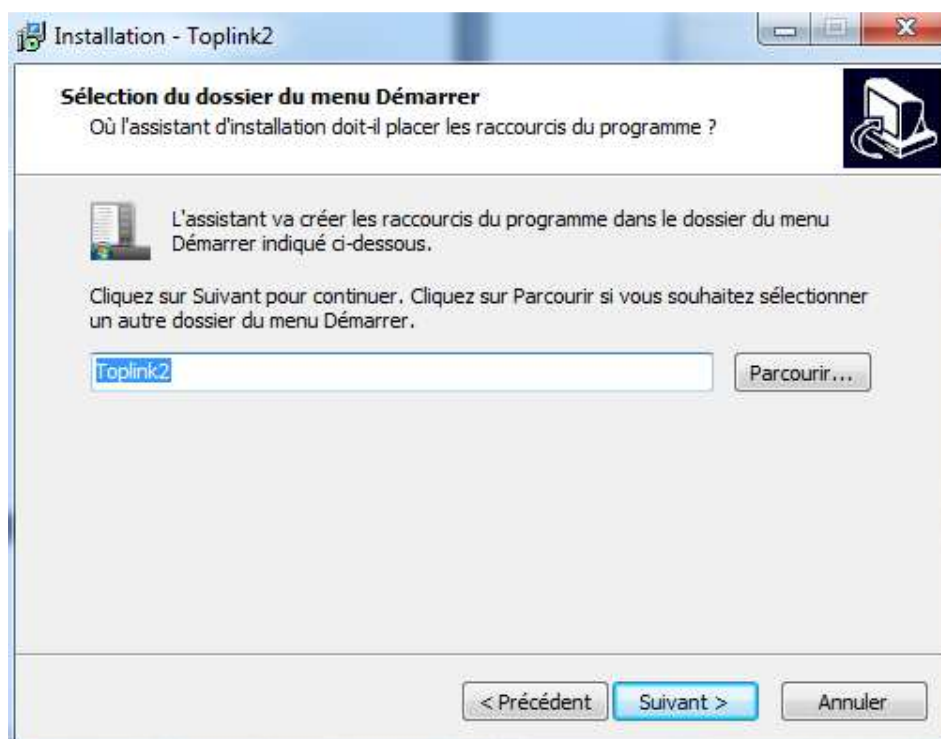 Installation - Toplink2
Sélection du dossier du menu Démarrer
Où l'assistant d'installation doit-il placer les raccourcis du programme ?
L'assistant va créer les raccourcis du programme dans le dossier du menu
Démarrer indiqué ci-dessous.
Cliquez sur Suivant pour continuer. Cliquez sur Parcourir si vous souhaitez sélectionner
un autre dossier du menu Démarrer.
Toplink2
Parcourir...
< Précédent
Suivant >
Annuler